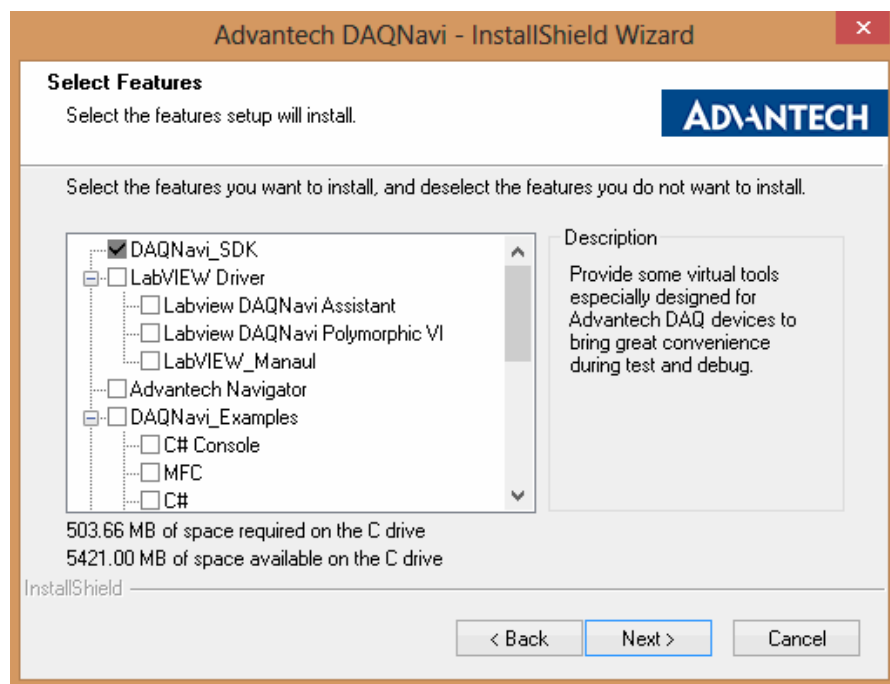 Advantech DAQNavi - InstallShield Wizard
Select Features
Select the features setup will install.
ADVANTECH
Select the features you want to install, and deselect the features you do not want to install.
DAQNavi_SDK
LabVIEW Driver
Labview DAQNavi Assistant
Labview DAQNavi Polymorphic VI
LabVIEW_Manaul
Advantech Navigator
DAQNavi_Examples
C# Console
MFC
C#
Description
Provide some virtual tools
especially designed for
Advantech DAQ devices to
bring great convenience
during test and debug.
503.66 MB of space required on the C drive
5421.00 MB of space available on the C drive
InstallShield
< Back
Next >
Cancel